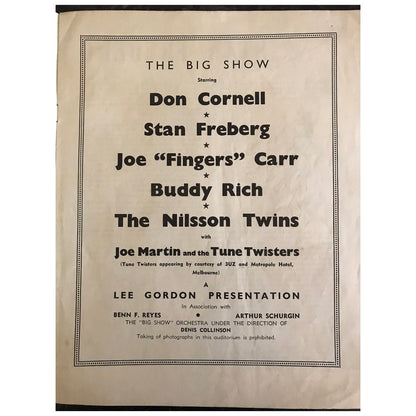 THE BIG SHOW
Starring
Don Cornell
★
Stan Freberg
★
Joe “Fingers” Carr
★
Buddy Rich
★
The Nilsson Twins
with
Joe Martin and the Tune Twisters
(Tune Twisters appearing by courtesy of 3UZ and Metropole Hotel,
Melbourne)
A
LEE GORDON PRESENTATION
In Association with
BENN F. REYES • ARTHUR SCHURGIN
THE "BIG SHOW" ORCHESTRA UNDER THE DIRECTION OF
DENIS COLLINSON
Taking of photographs in this auditorium is prohibited.